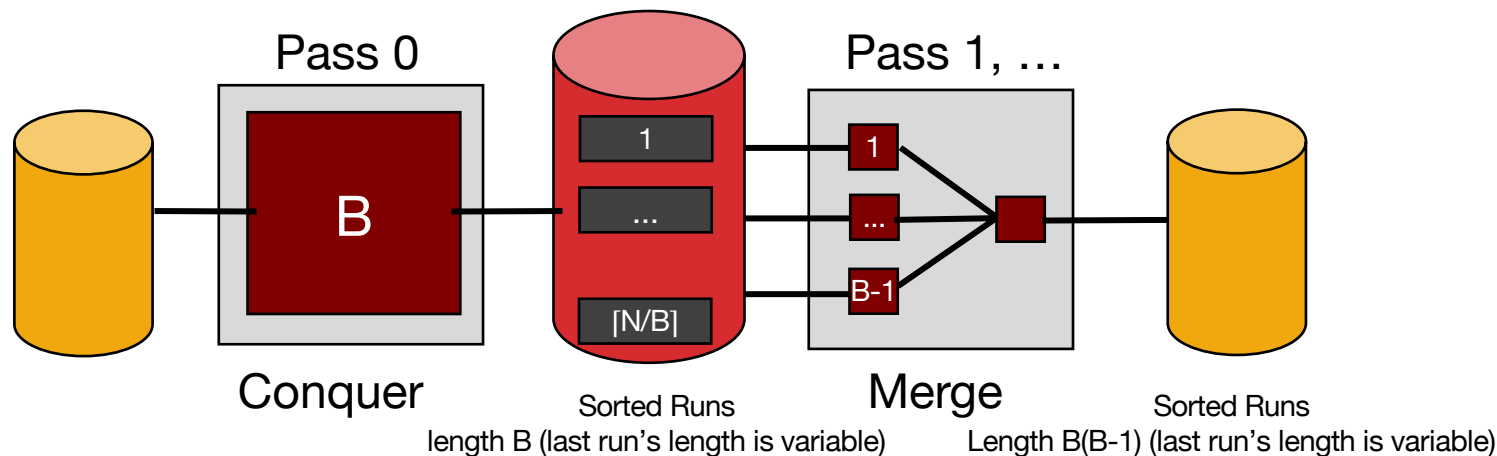 Pass 0
Pass 1, ...
B
1
...
⌈N/B⌉
1
...
B-1
Conquer
Merge
Sorted Runs
length B (last run's length is variable)
Sorted Runs
Length B(B-1) (last run's length is variable)